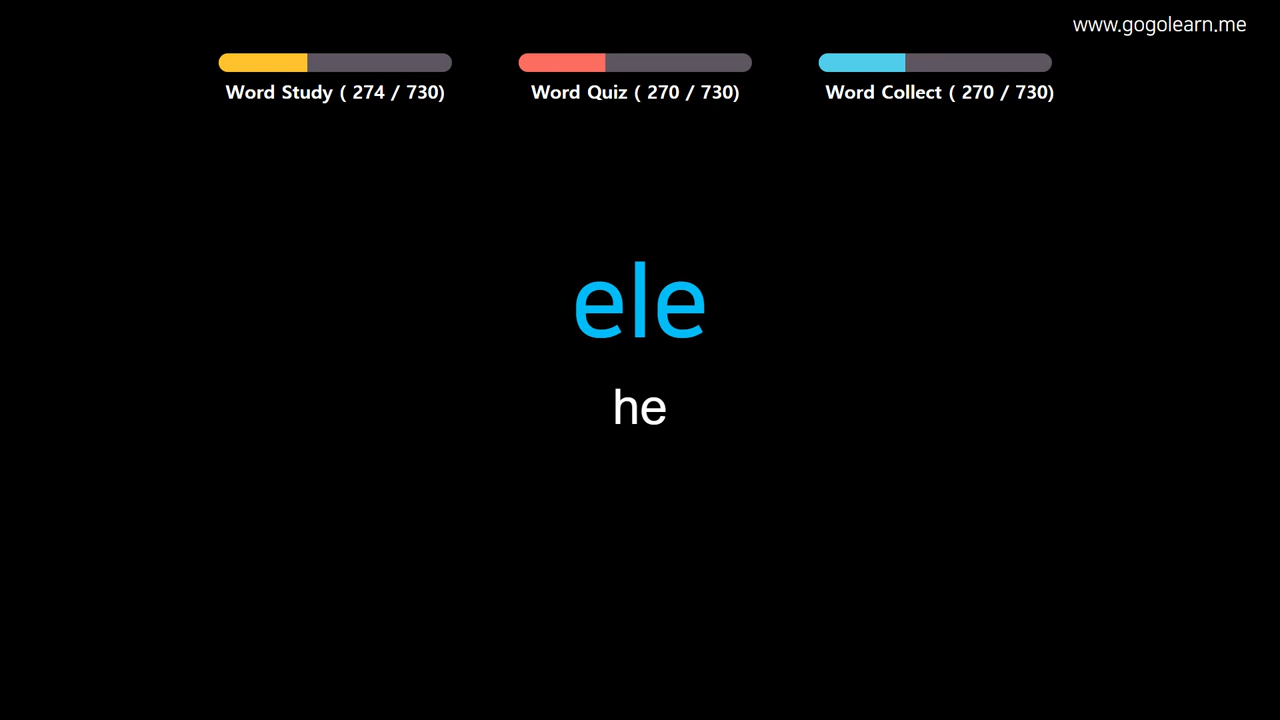 www.gogolearn.me
Word Study ( 274 / 730)
Word Quiz ( 270 / 730)
Word Collect ( 270 / 730)
ele
he